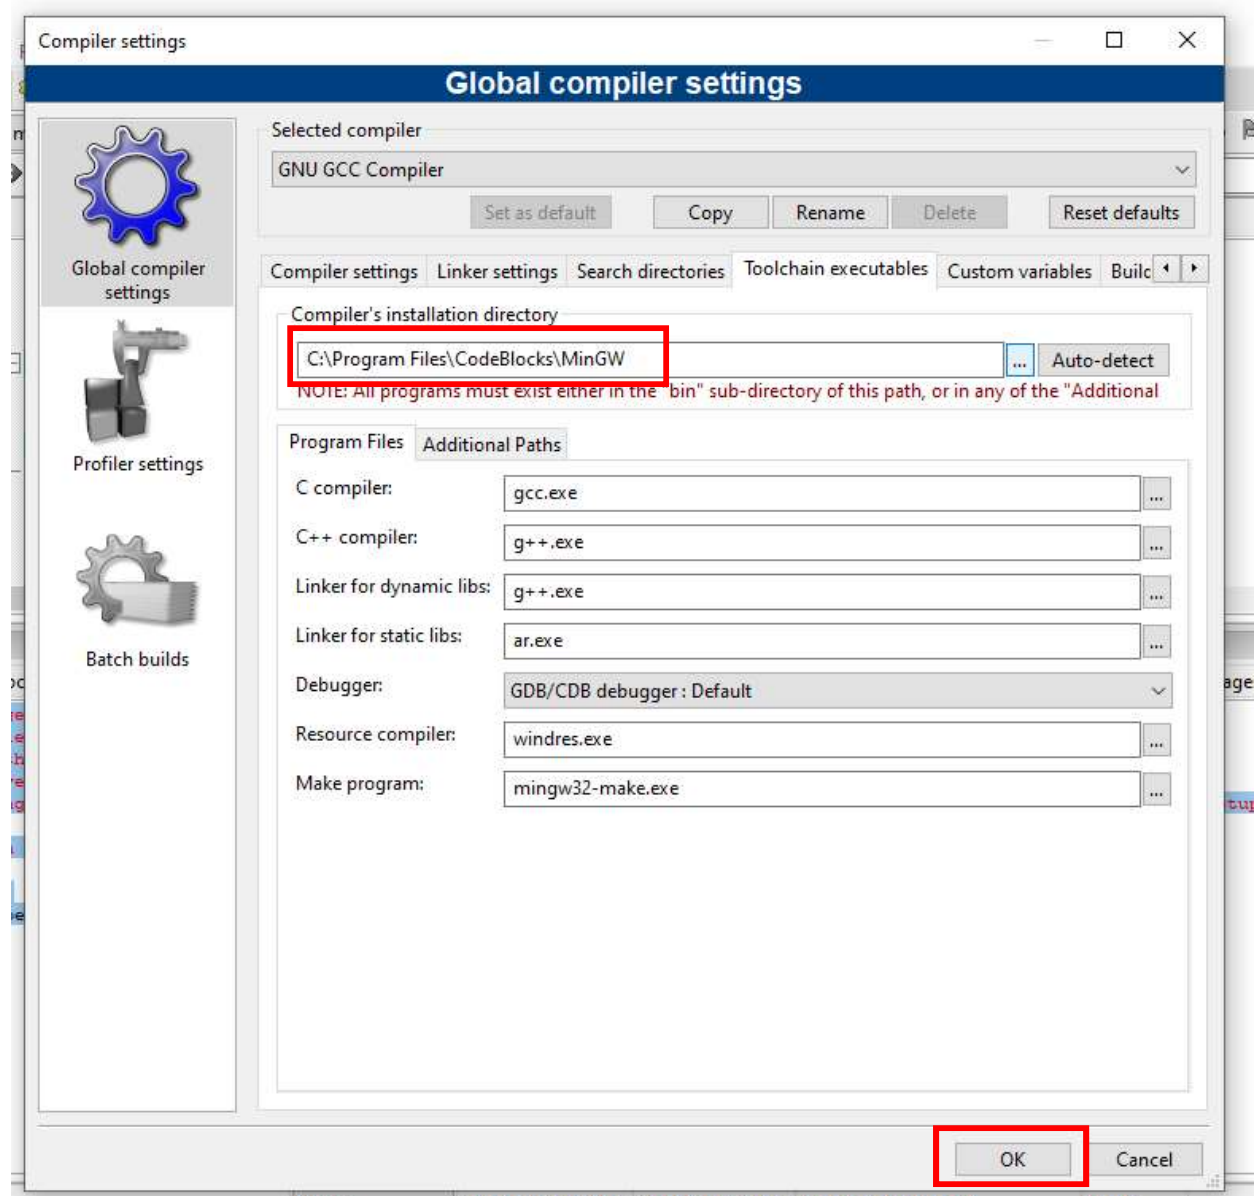 Compiler settings
Global compiler settings
Global compiler
settings
Profiler settings
Batch builds
Selected compiler
GNU GCC Compiler
Set as default Copy Rename Delete Reset defaults
Compiler settings Linker settings Search directories Toolchain executables Custom variables Builc
Compiler's installation directory
C:\Program Files\CodeBlocks\MinGW ... Auto-detect
NOTE: All programs must exist either in the "bin" sub-directory of this path, or in any of the "Additional
Program Files Additional Paths
C compiler: gcc.exe ...
C++ compiler: g++.exe ...
Linker for dynamic libs: g++.exe ...
Linker for static libs: ar.exe ...
Debugger: GDB/CDB debugger : Default
Resource compiler: windres.exe ...
Make program: mingw32-make.exe ...
OK Cancel